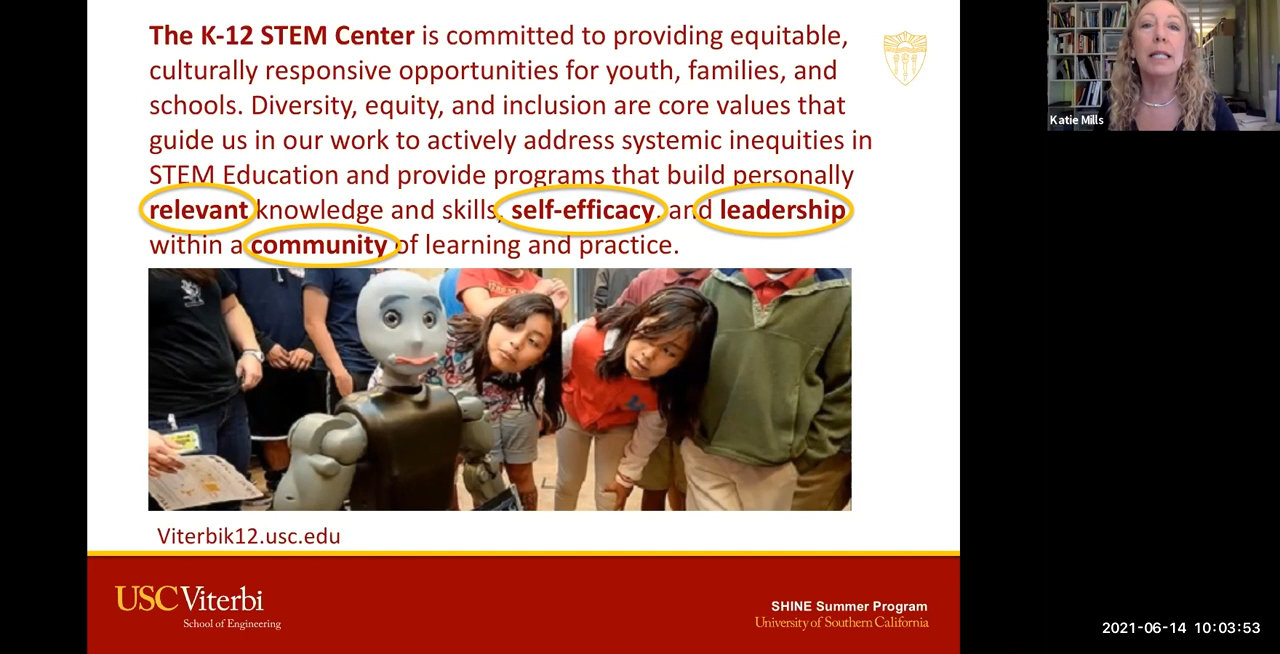 The K-12 STEM Center is committed to providing equitable,
culturally responsive opportunities for youth, families, and
schools. Diversity, equity, and inclusion are core values that
guide us in our work to actively address systemic inequities in
STEM Education and provide programs that build personally
relevant knowledge and skills, self-efficacy, and leadership
within a community of learning and practice.
Viterbik12.usc.edu
USC Viterbi
School of Engineering
SHINE Summer Program
University of Southern California
Katie Mills
2021-06-14 10:03:53